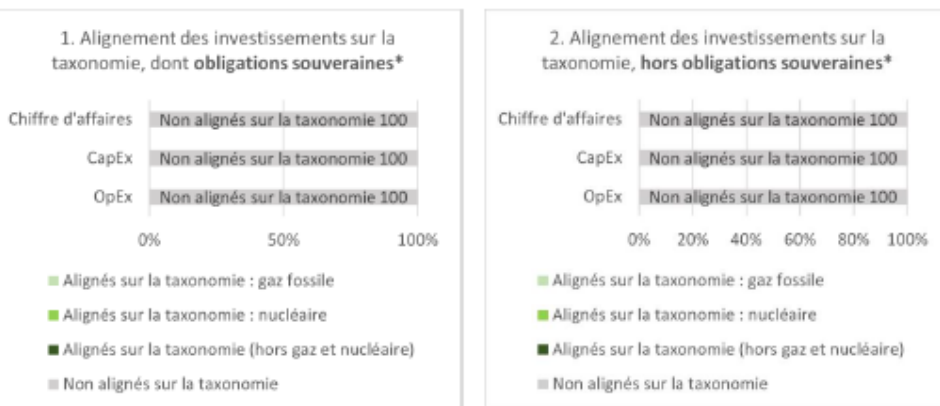 1. Alignement des investissements sur la
taxonomie, dont obligations souveraines*
Chiffre d'affaires
Non alignés sur la taxonomie 100
CapEx
Non alignés sur la taxonomie 100
OpEx
Non alignés sur la taxonomie 100
0% 50% 100%
Alignés sur la taxonomie : gaz fossile
Alignés sur la taxonomie : nucléaire
Alignés sur la taxonomie (hors gaz et nucléaire)
Non alignés sur la taxonomie
2. Alignement des investissements sur la
taxonomie, hors obligations souveraines*
Chiffre d'affaires
Non alignés sur la taxonomie 100
CapEx
Non alignés sur la taxonomie 100
OpEx
Non alignés sur la taxonomie 100
0% 20% 40% 60% 80% 100%
Alignés sur la taxonomie : gaz fossile
Alignés sur la taxonomie : nucléaire
Alignés sur la taxonomie (hors gaz et nucléaire)
Non alignés sur la taxonomie